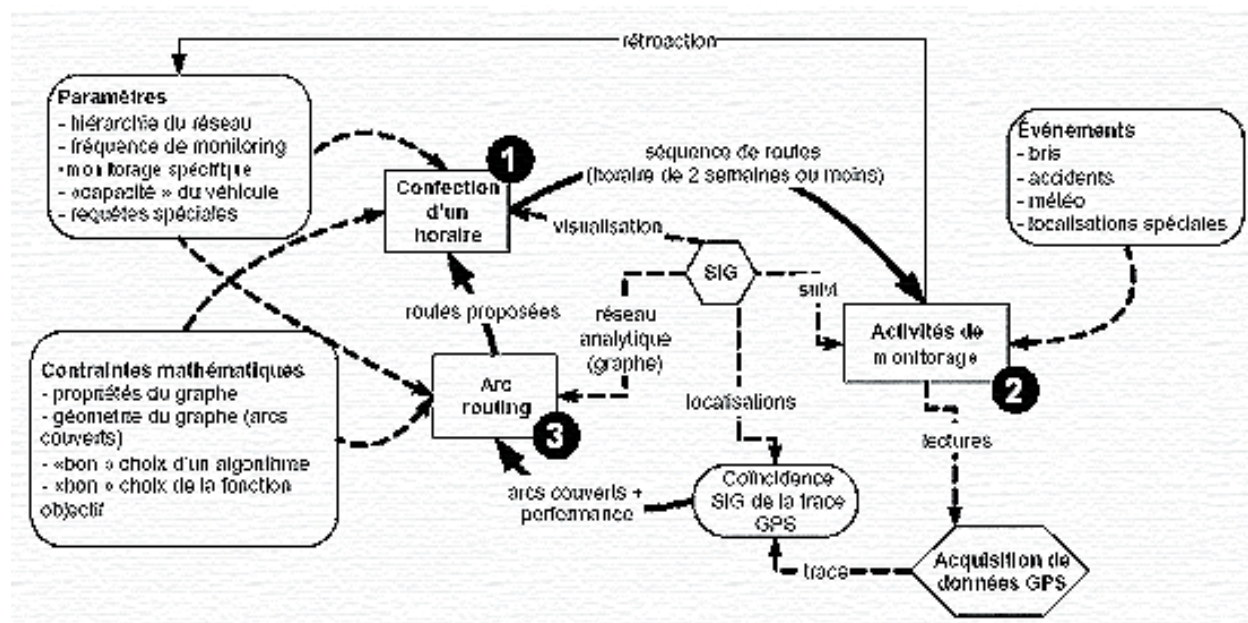 rétroaction
Paramètres
- hiérarchie du réseau
- fréquence de monitoring
-monitorage spécifique
- «capacité » du véhicule
- requêtes spéciales
1
Confection
d'un
horaire
séquence de routes
(horaire de 2 semaines ou moins)
Événements
- bris
- accidents
- météo
- localisations spéciales
visualisation
SIG
suivi
routes proposées
réseau
analytique
(graphe)
Activités de
monitorage
2
Contraintes mathématiques
- propriétés du graphe
- géométrie du graphe (arcs
couverts)
- «bon » choix d'un algorithme
- «bon » choix de la fonction
objectif
Arc
routing
3
localisations
lectures
arcs couverts +
performance
Coïncidence
SIG de la trace
GPS
trace
Acquisition de
données GPS